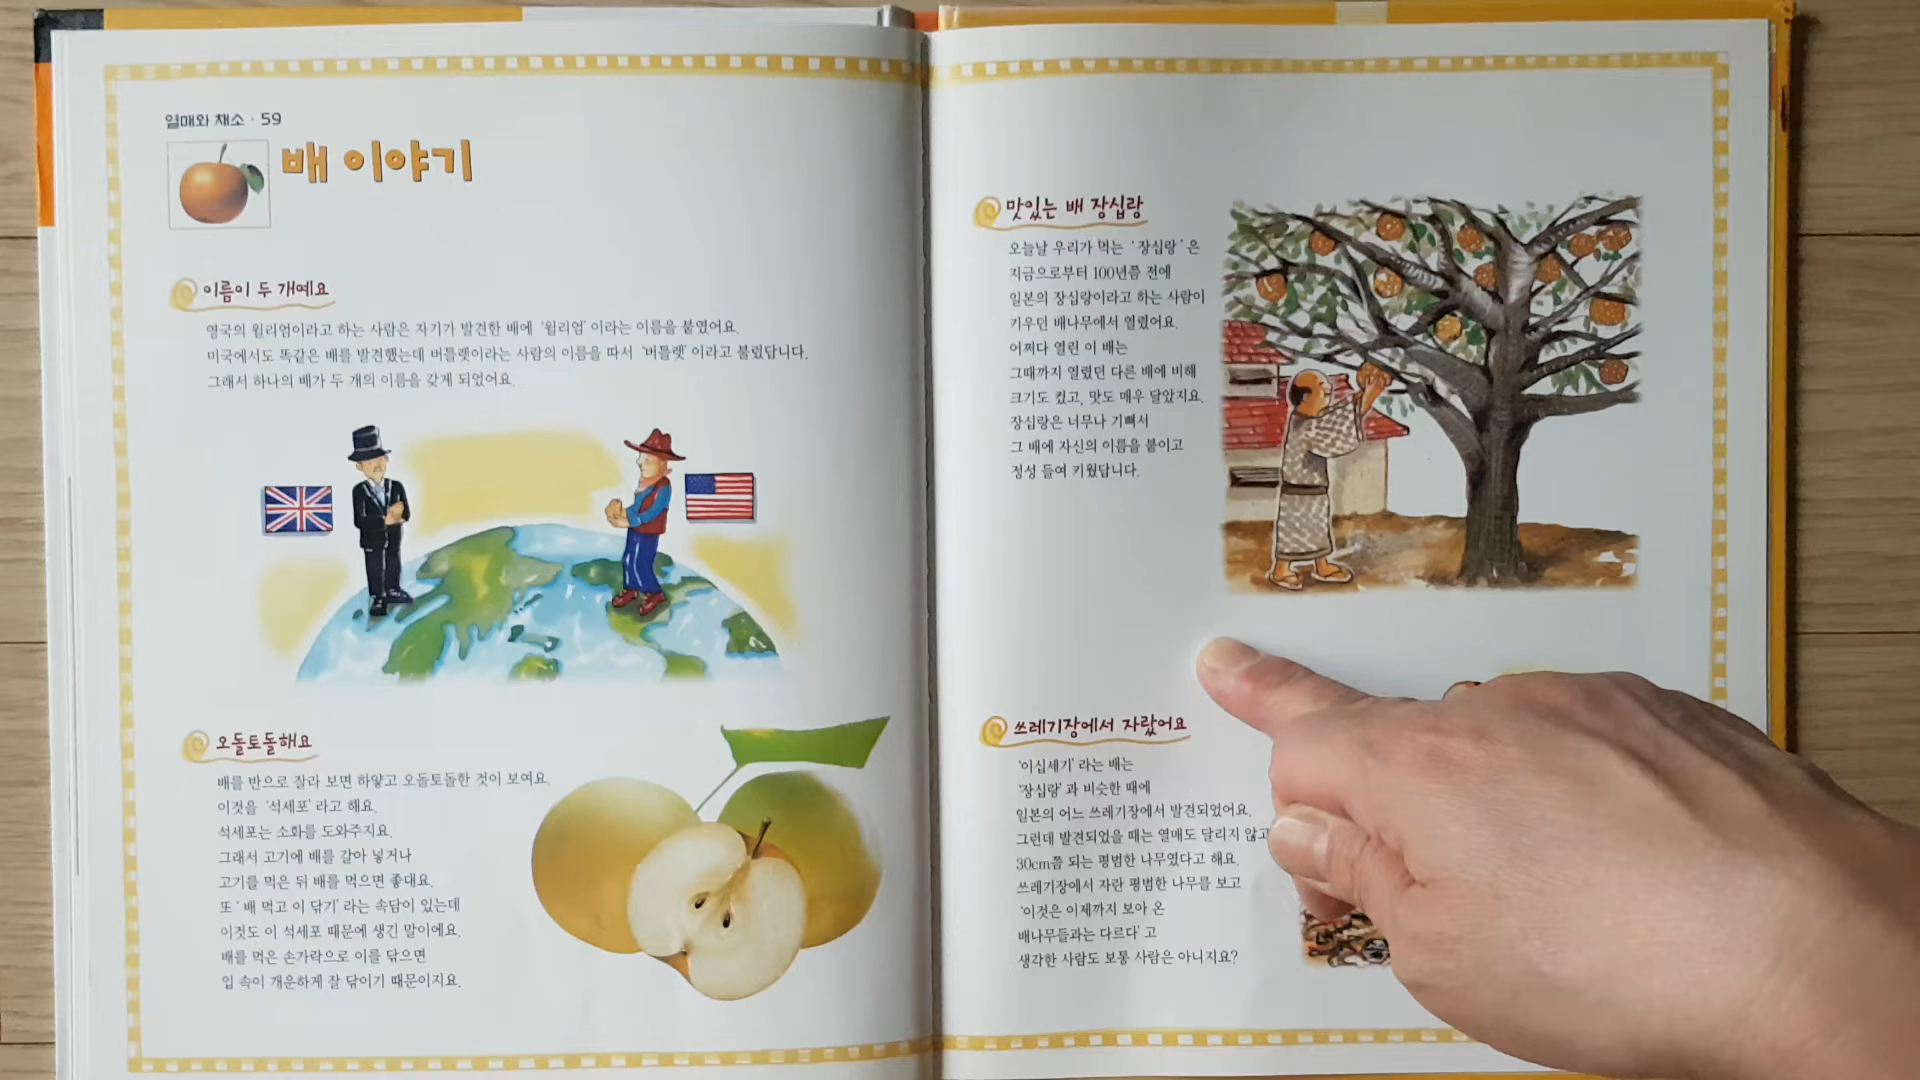 열매와 채소 · 59
배 이야기
이름이 두 개예요
영국의 윌리엄이라고 하는 사람은 자기가 발견한 배에 '윌리엄' 이라는 이름을 붙였어요.
미국에서도 똑같은 배를 발견했는데 버틀렛이라는 사람의 이름을 따서 '버틀렛' 이라고 불렀답니다.
그래서 하나의 배가 두 개의 이름을 갖게 되었어요.
오돌토돌해요
배를 반으로 잘라 보면 하얗고 오돌토돌한 것이 보여요.
이것을 '석세포' 라고 해요.
석세포는 소화를 도와주지요.
그래서 고기에 배를 갈아 넣거나
고기를 먹은 뒤 배를 먹으면 좋대요.
또 ' 배 먹고 이 닦기' 라는 속담이 있는데
이것도 이 석세포 때문에 생긴 말이에요.
배를 먹은 손가락으로 이를 닦으면
입 속이 개운하게 잘 닦이기 때문이지요.
맛있는 배 장십랑
오늘날 우리가 먹는 '장십랑' 은
지금으로부터 100년쯤 전에
일본의 장십랑이라고 하는 사람이
키우던 배나무에서 열렸어요.
어쩌다 열린 이 배는
그때까지 열렸던 다른 배에 비해
크기도 컸고, 맛도 매우 달았지요.
장십랑은 너무나 기뻐서
그 배에 자신의 이름을 붙이고
정성 들여 키웠답니다.
쓰레기장에서 자랐어요
'이십세기' 라는 배는
'장십랑' 과 비슷한 때에
일본의 어느 쓰레기장에서 발견되었어요.
그런데 발견되었을 때는 열매도 달리지 않고
30cm쯤 되는 평범한 나무였다고 해요.
쓰레기장에서 자란 평범한 나무를 보고
'이것은 이제까지 보아 온
배나무들과는 다르다' 고
생각한 사람도 보통 사람은 아니지요?